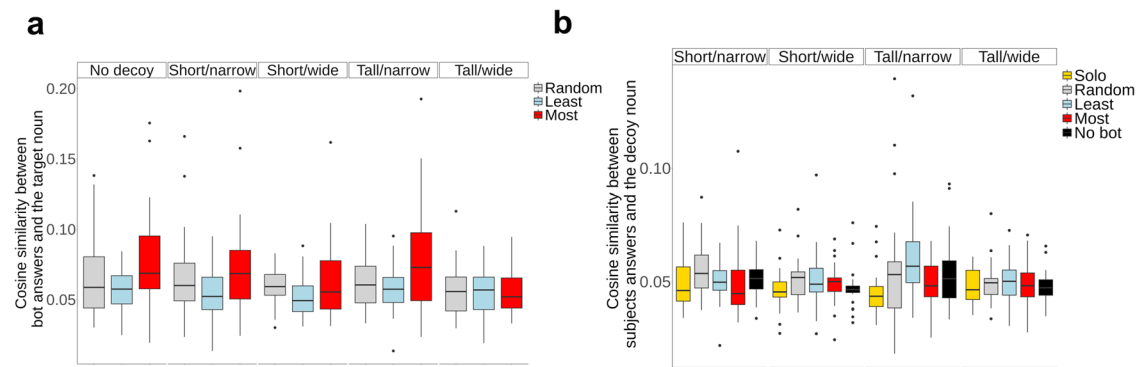 a
No decoy Short/narrow Short/wide Tall/narrow Tall/wide
Random
Least
Most
Cosine similarity between
bot answers and the target noun
0.20
0.15
0.10
0.05
b
Short/narrow Short/wide Tall/narrow Tall/wide
Solo
Random
Least
Most
No bot
Cosine similarity between
subjects answers and the decoy noun
0.10
0.05